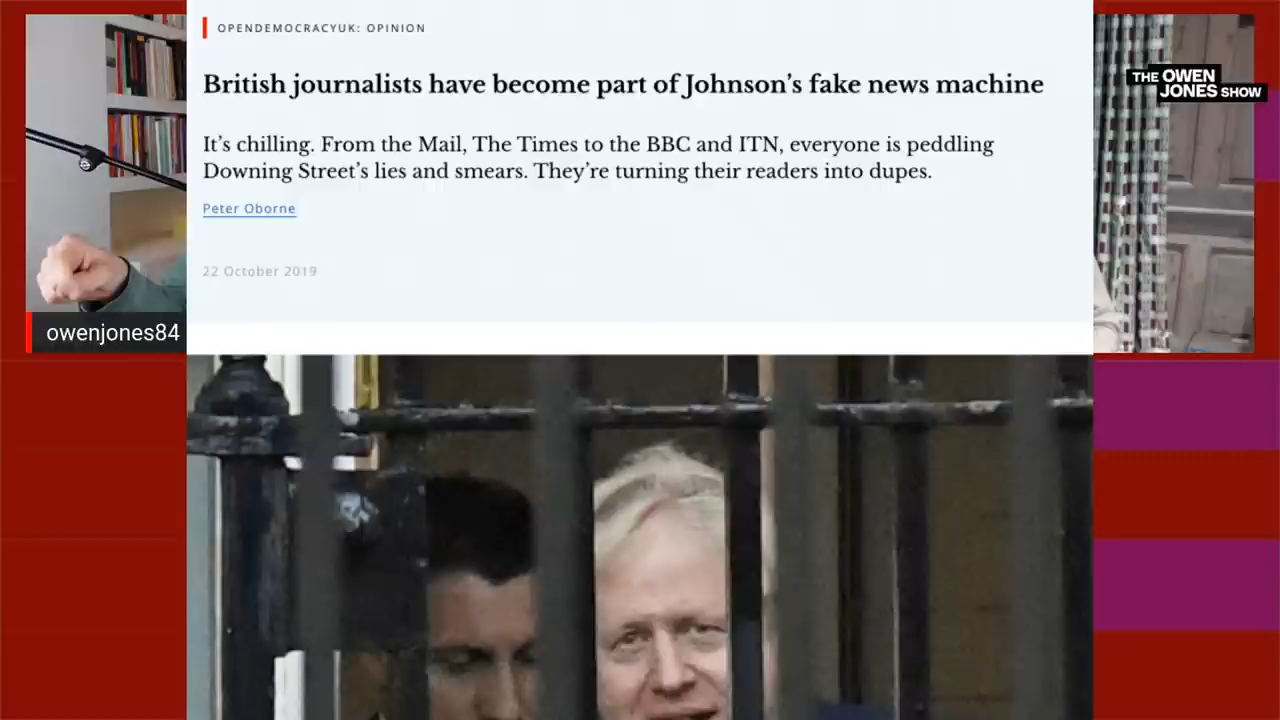 OPENDEMOCRACYUK: OPINION
British journalists have become part of Johnson’s fake news machine
It’s chilling. From the Mail, The Times to the BBC and ITN, everyone is peddling
Downing Street’s lies and smears. They’re turning their readers into dupes.
Peter Oborne
22 October 2019
THE OWEN
JONES SHOW
owenjones84